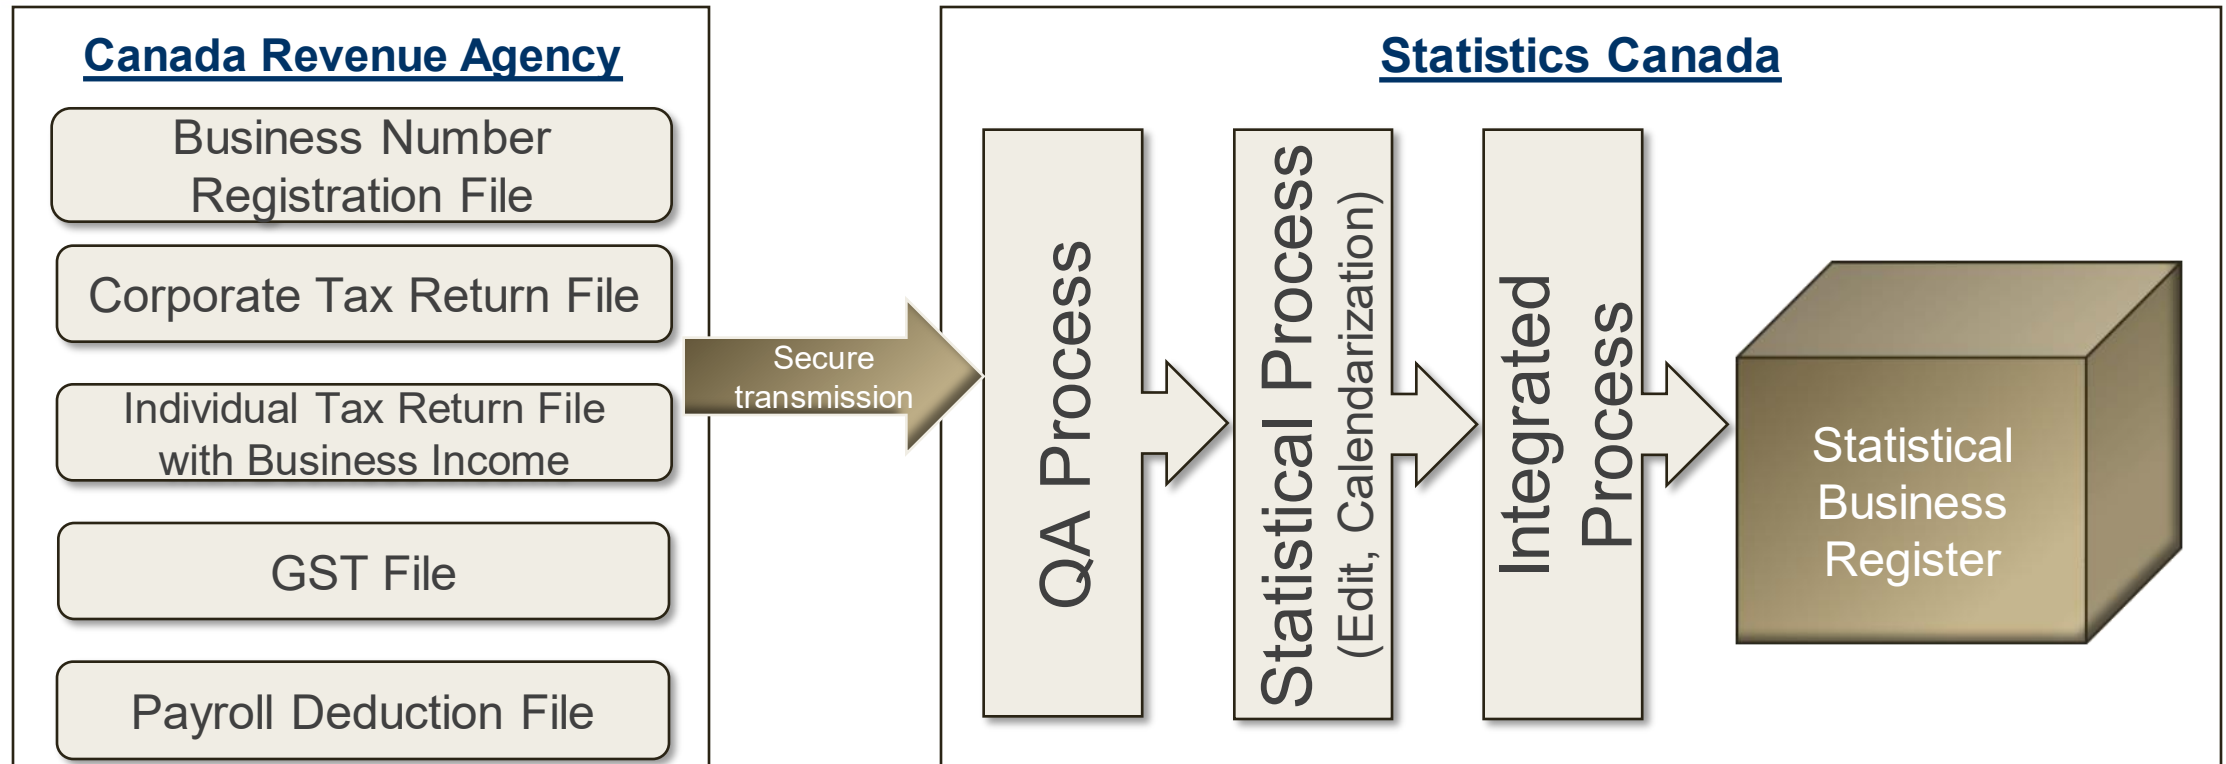 Canada Revenue Agency
Business Number
Registration File
Corporate Tax Return File
Individual Tax Return File
with Business Income
GST File
Payroll Deduction File
Secure
transmission
Statistics Canada
QA Process
Statistical Process
(Edit, Calendarization)
Integrated
Process
Statistical
Business
Register